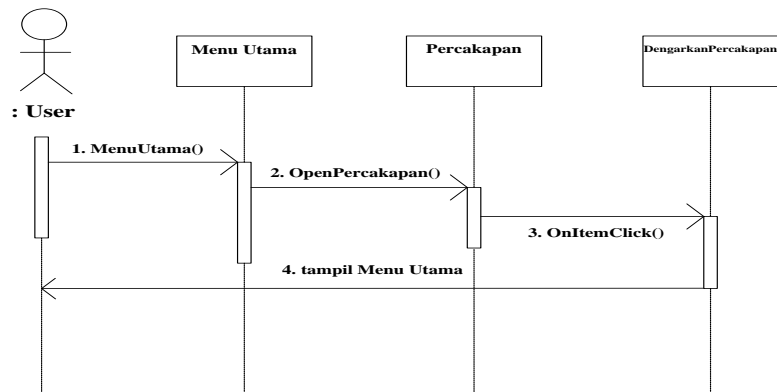 Menu Utama
Percakapan
DengarkanPercakapan
: User
1. MenuUtama()
2. OpenPercakapan()
3. OnItemClick()
4. tampil Menu Utama